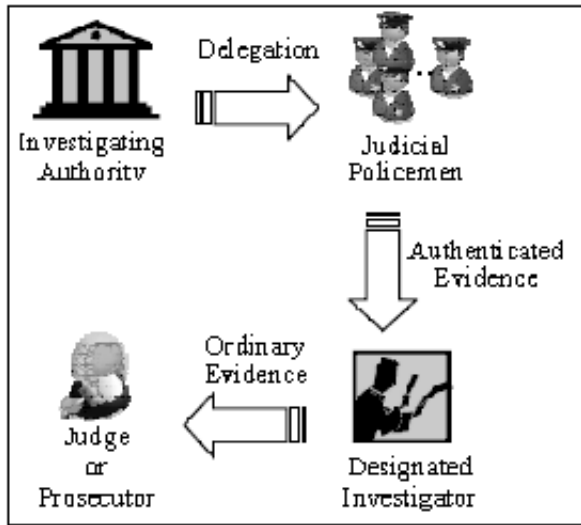 Delegation
Investigating
Authority
Judicial
Policemen
Authenticated
Evidence
Ordinary
Evidence
Judge
or
Prosecutor
Designated
Investigator